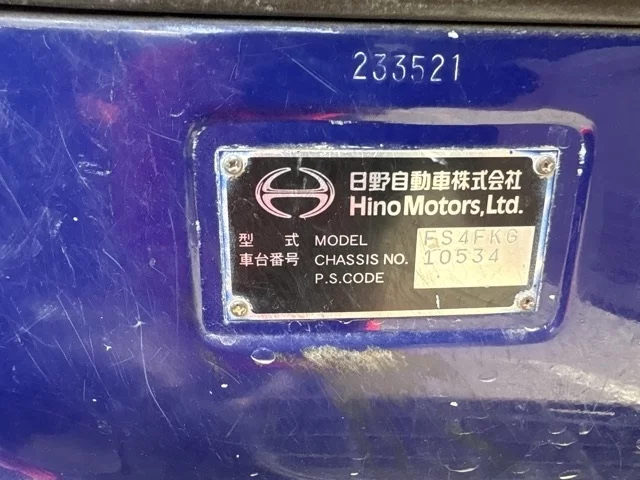 233521
日野自動車株式会社
Hino Motors, Ltd.
型 式 MODEL FS4FKG
車台番号 CHASSIS NO. 10534
P.S.CODE